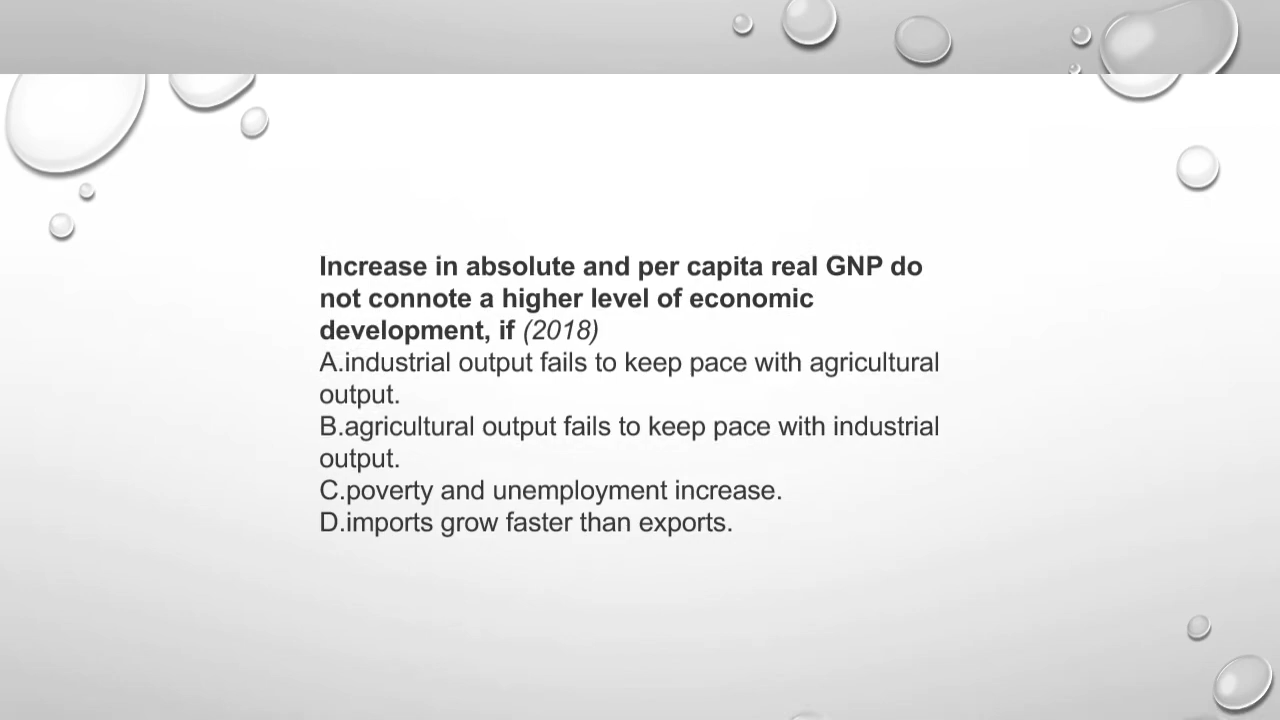 Increase in absolute and per capita real GNP do
not connote a higher level of economic
development, if (2018)
A.industrial output fails to keep pace with agricultural
output.
B.agricultural output fails to keep pace with industrial
output.
C.poverty and unemployment increase.
D.imports grow faster than exports.